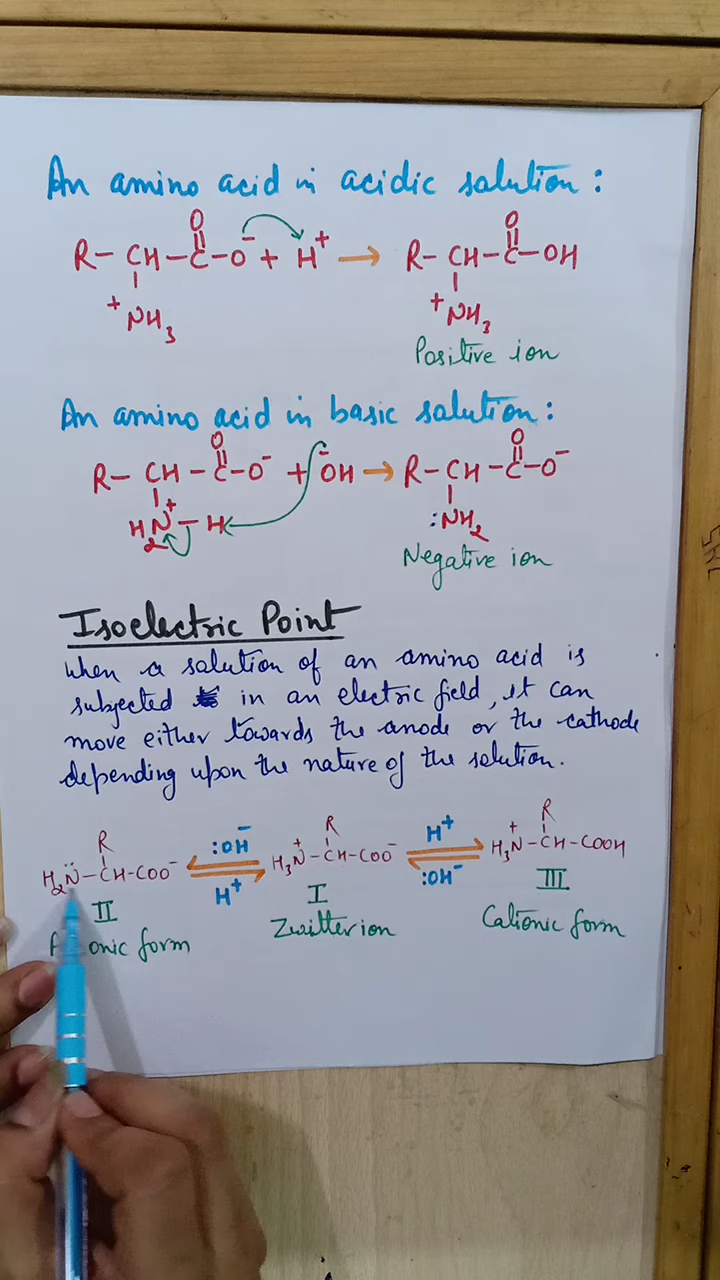 An amino acid in acidic solution:
O
R–CH–C–O⁻ + H⁺ → R–CH–C–OH
⁺NH₃
O
⁺NH₃
Positive ion
An amino acid in basic solution:
O
R–CH–C–O⁻ + ⁻OH → R–CH–C–O⁻
H₂N⁺–H
O
:NH₂
Negative ion
Isoelectric Point
When a solution of an amino acid is
subjected in an electric field, it can
move either towards the anode or the cathode
depending upon the nature of the solution.
R
H₂N̈–CH–COO⁻
II
:OH⁻
H⁺
R
H₃N⁺–CH–COO⁻
I
Zwitter ion
H⁺
:OH⁻
R
H₃N⁺–CH–COOH
III
Cationic form
onic form